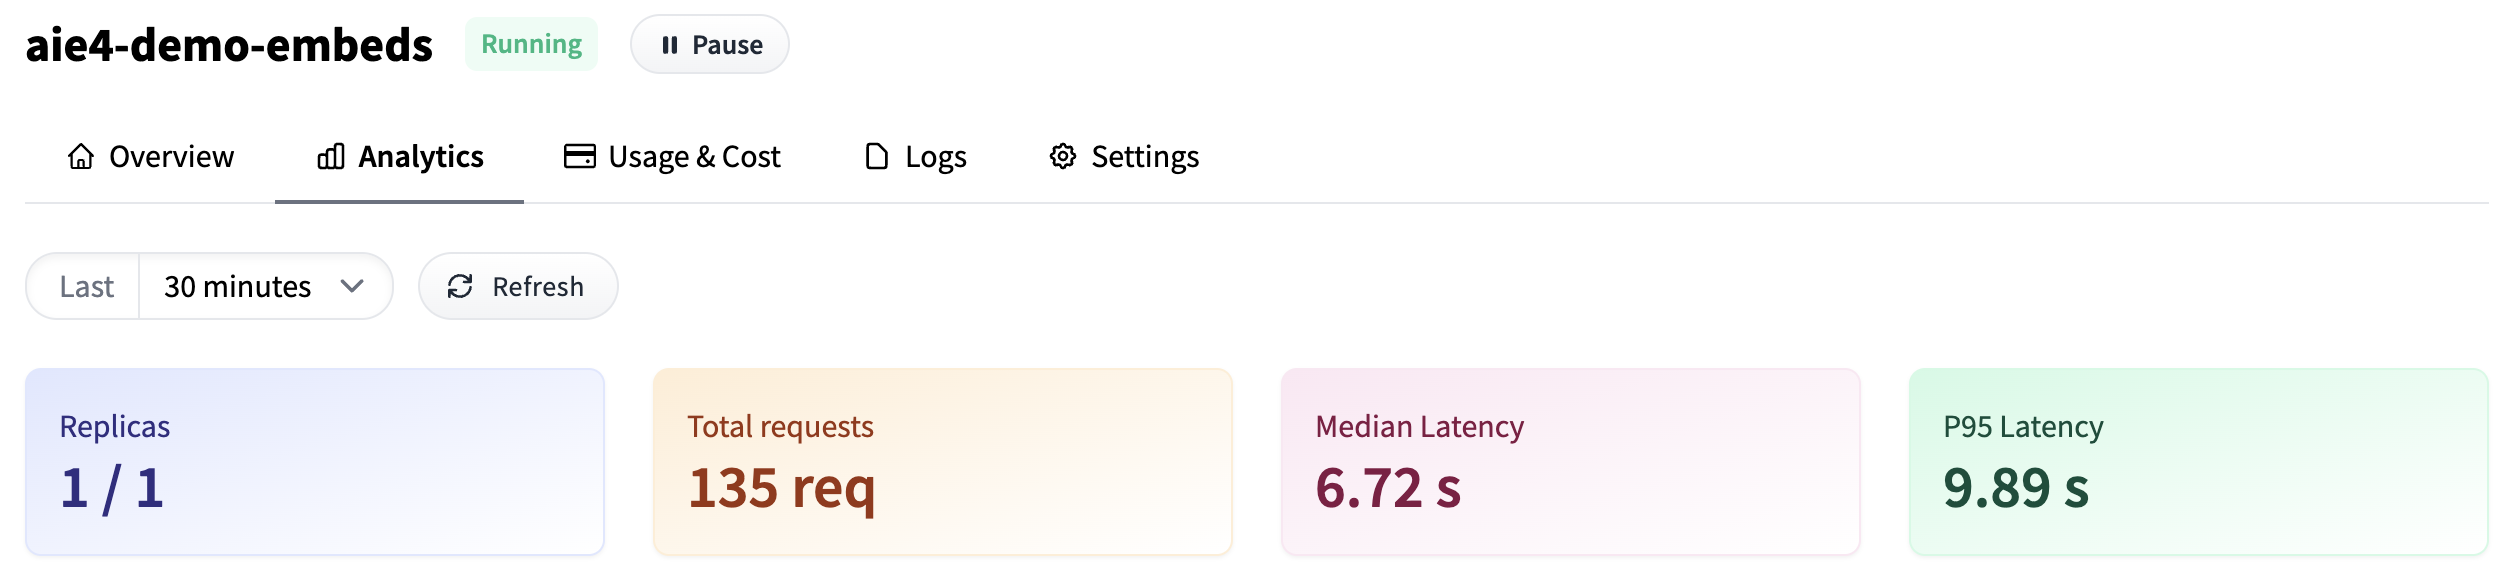 aie4-demo-embeds Running Pause
Overview Analytics Usage & Cost Logs Settings
Last 30 minutes Refresh
Replicas
1 / 1
Total requests
135 req
Median Latency
6.72 s
P95 Latency
9.89 s